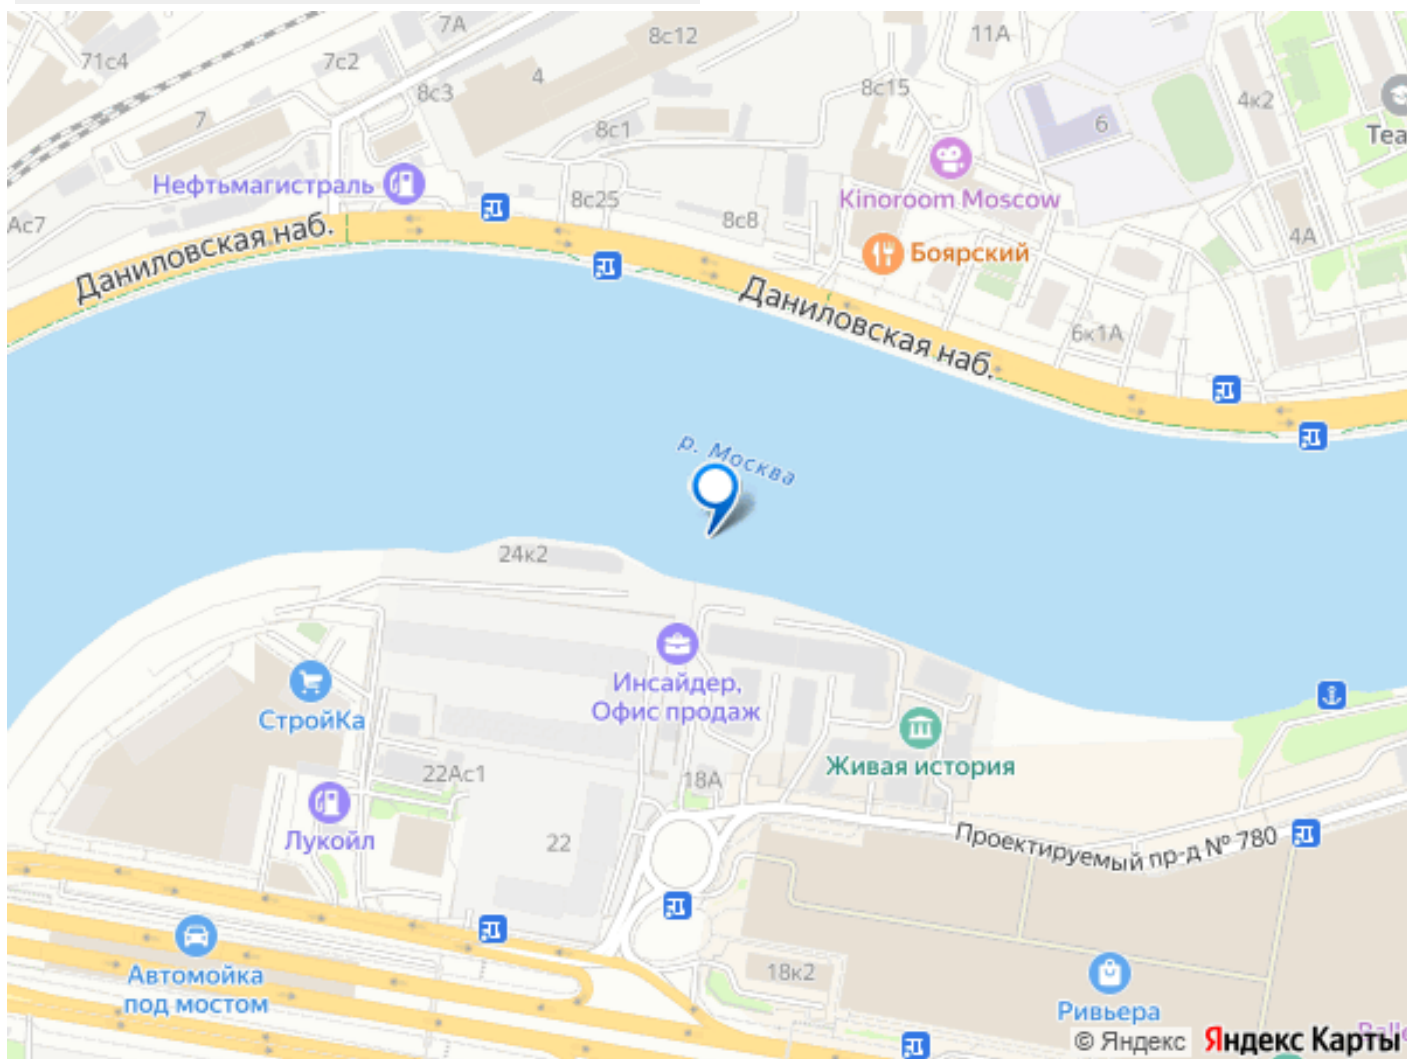 7А
8с12
11А
71с4
7с2
4
8с3
8с15
4к2
7
8с1
6
Теа
Нефтьмагистраль
Kinoroom Moscow
8с25
8с8
Ас7
4А
Даниловская наб.
Боярский
Даниловская наб.
6к1А
р. Москва
24к2
Инсайдер,
Офис продаж
СтройКа
Живая история
22Ас1
18А
Лукойл
22
Проектируемый пр-д № 780
Автомойка
под мостом
18к2
Ривьера
© Яндекс
Яндекс Карты